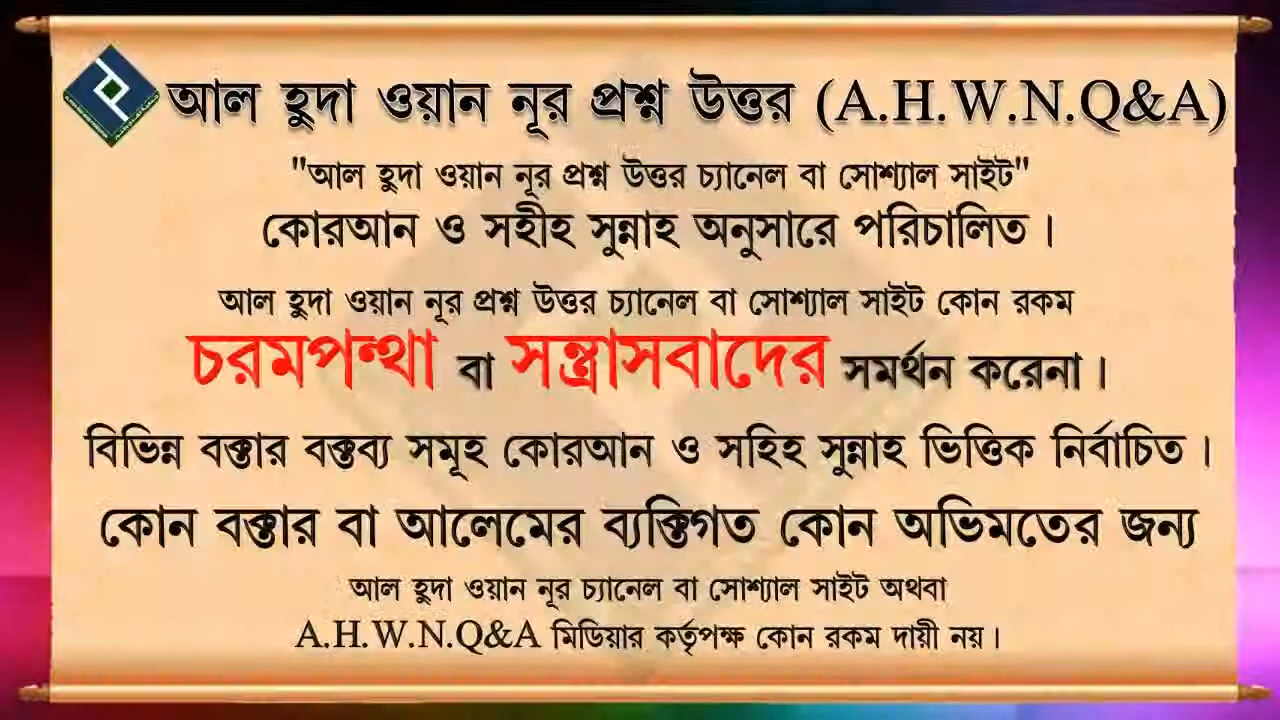 আল হুদা ওয়ান নূর প্রশ্ন উত্তর (A.H.W.N.Q&A)
"আল হুদা ওয়ান নূর প্রশ্ন উত্তর চ্যানেল বা সোশ্যাল সাইট"
কোরআন ও সহীহ সুন্নাহ অনুসারে পরিচালিত।
আল হুদা ওয়ান নূর প্রশ্ন উত্তর চ্যানেল বা সোশ্যাল সাইট কোন রকম
চরমপন্থা বা সন্ত্রাসবাদের সমর্থন করেনা।
বিভিন্ন বক্তার বক্তব্য সমূহ কোরআন ও সহিহ সুন্নাহ ভিত্তিক নির্বাচিত।
কোন বক্তার বা আলেমের ব্যক্তিগত কোন অভিমতের জন্য
আল হুদা ওয়ান নূর চ্যানেল বা সোশ্যাল সাইট অথবা
A.H.W.N.Q&A মিডিয়ার কর্তৃপক্ষ কোন রকম দায়ী নয়।